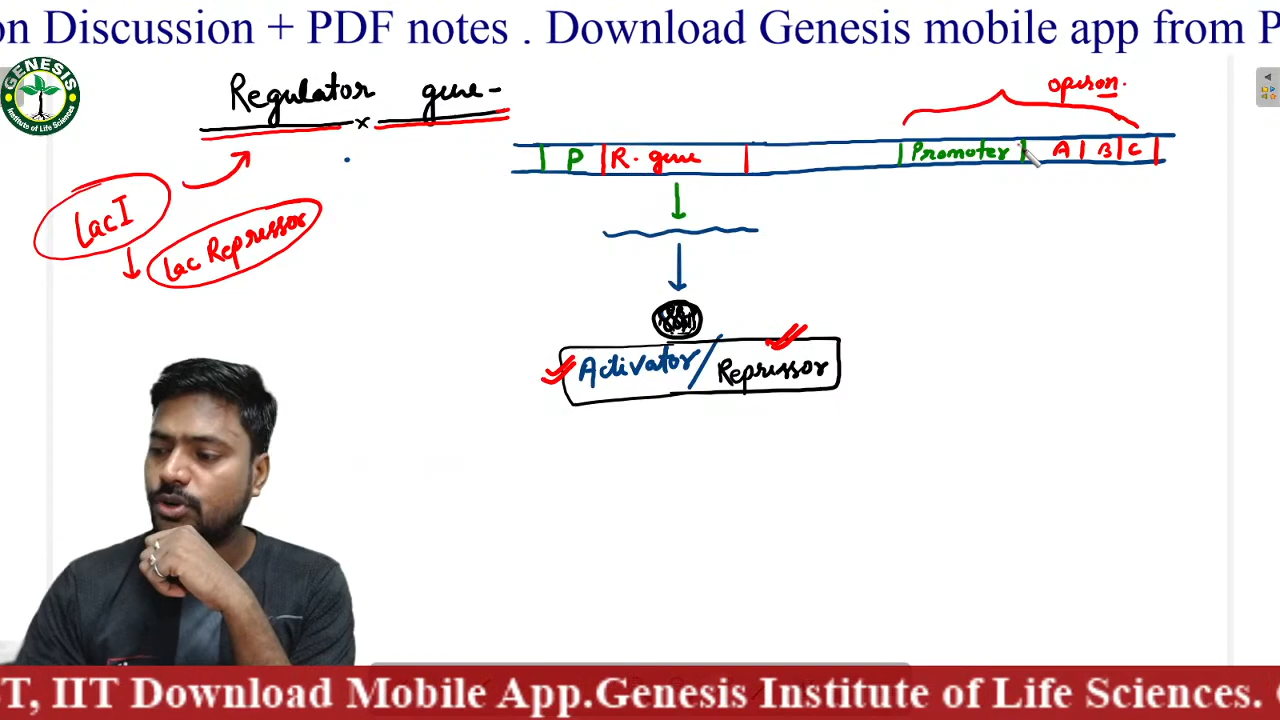 on Discussion + PDF notes . Download Genesis mobile app from P
GENESIS
Institute of Life Sciences
Regulator gene-
operon.
P R. gene Promoter A B C
LacI
Lac Repressor
Activator / Repressor
ST, IIT Download Mobile App.Genesis Institute of Life Sciences.